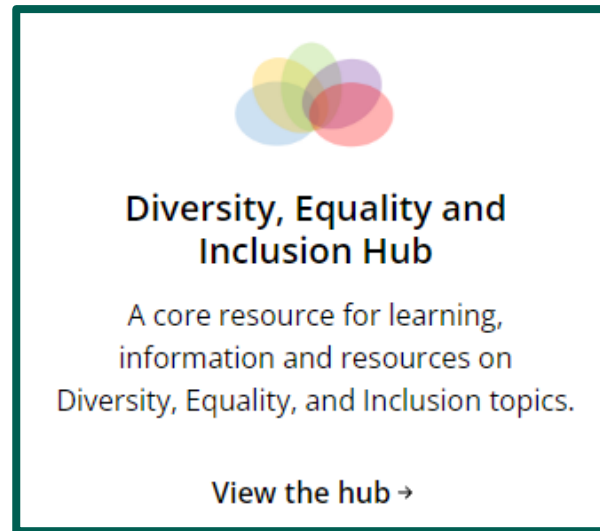 Diversity, Equality and
Inclusion Hub
A core resource for learning,
information and resources on
Diversity, Equality, and Inclusion topics.
View the hub →